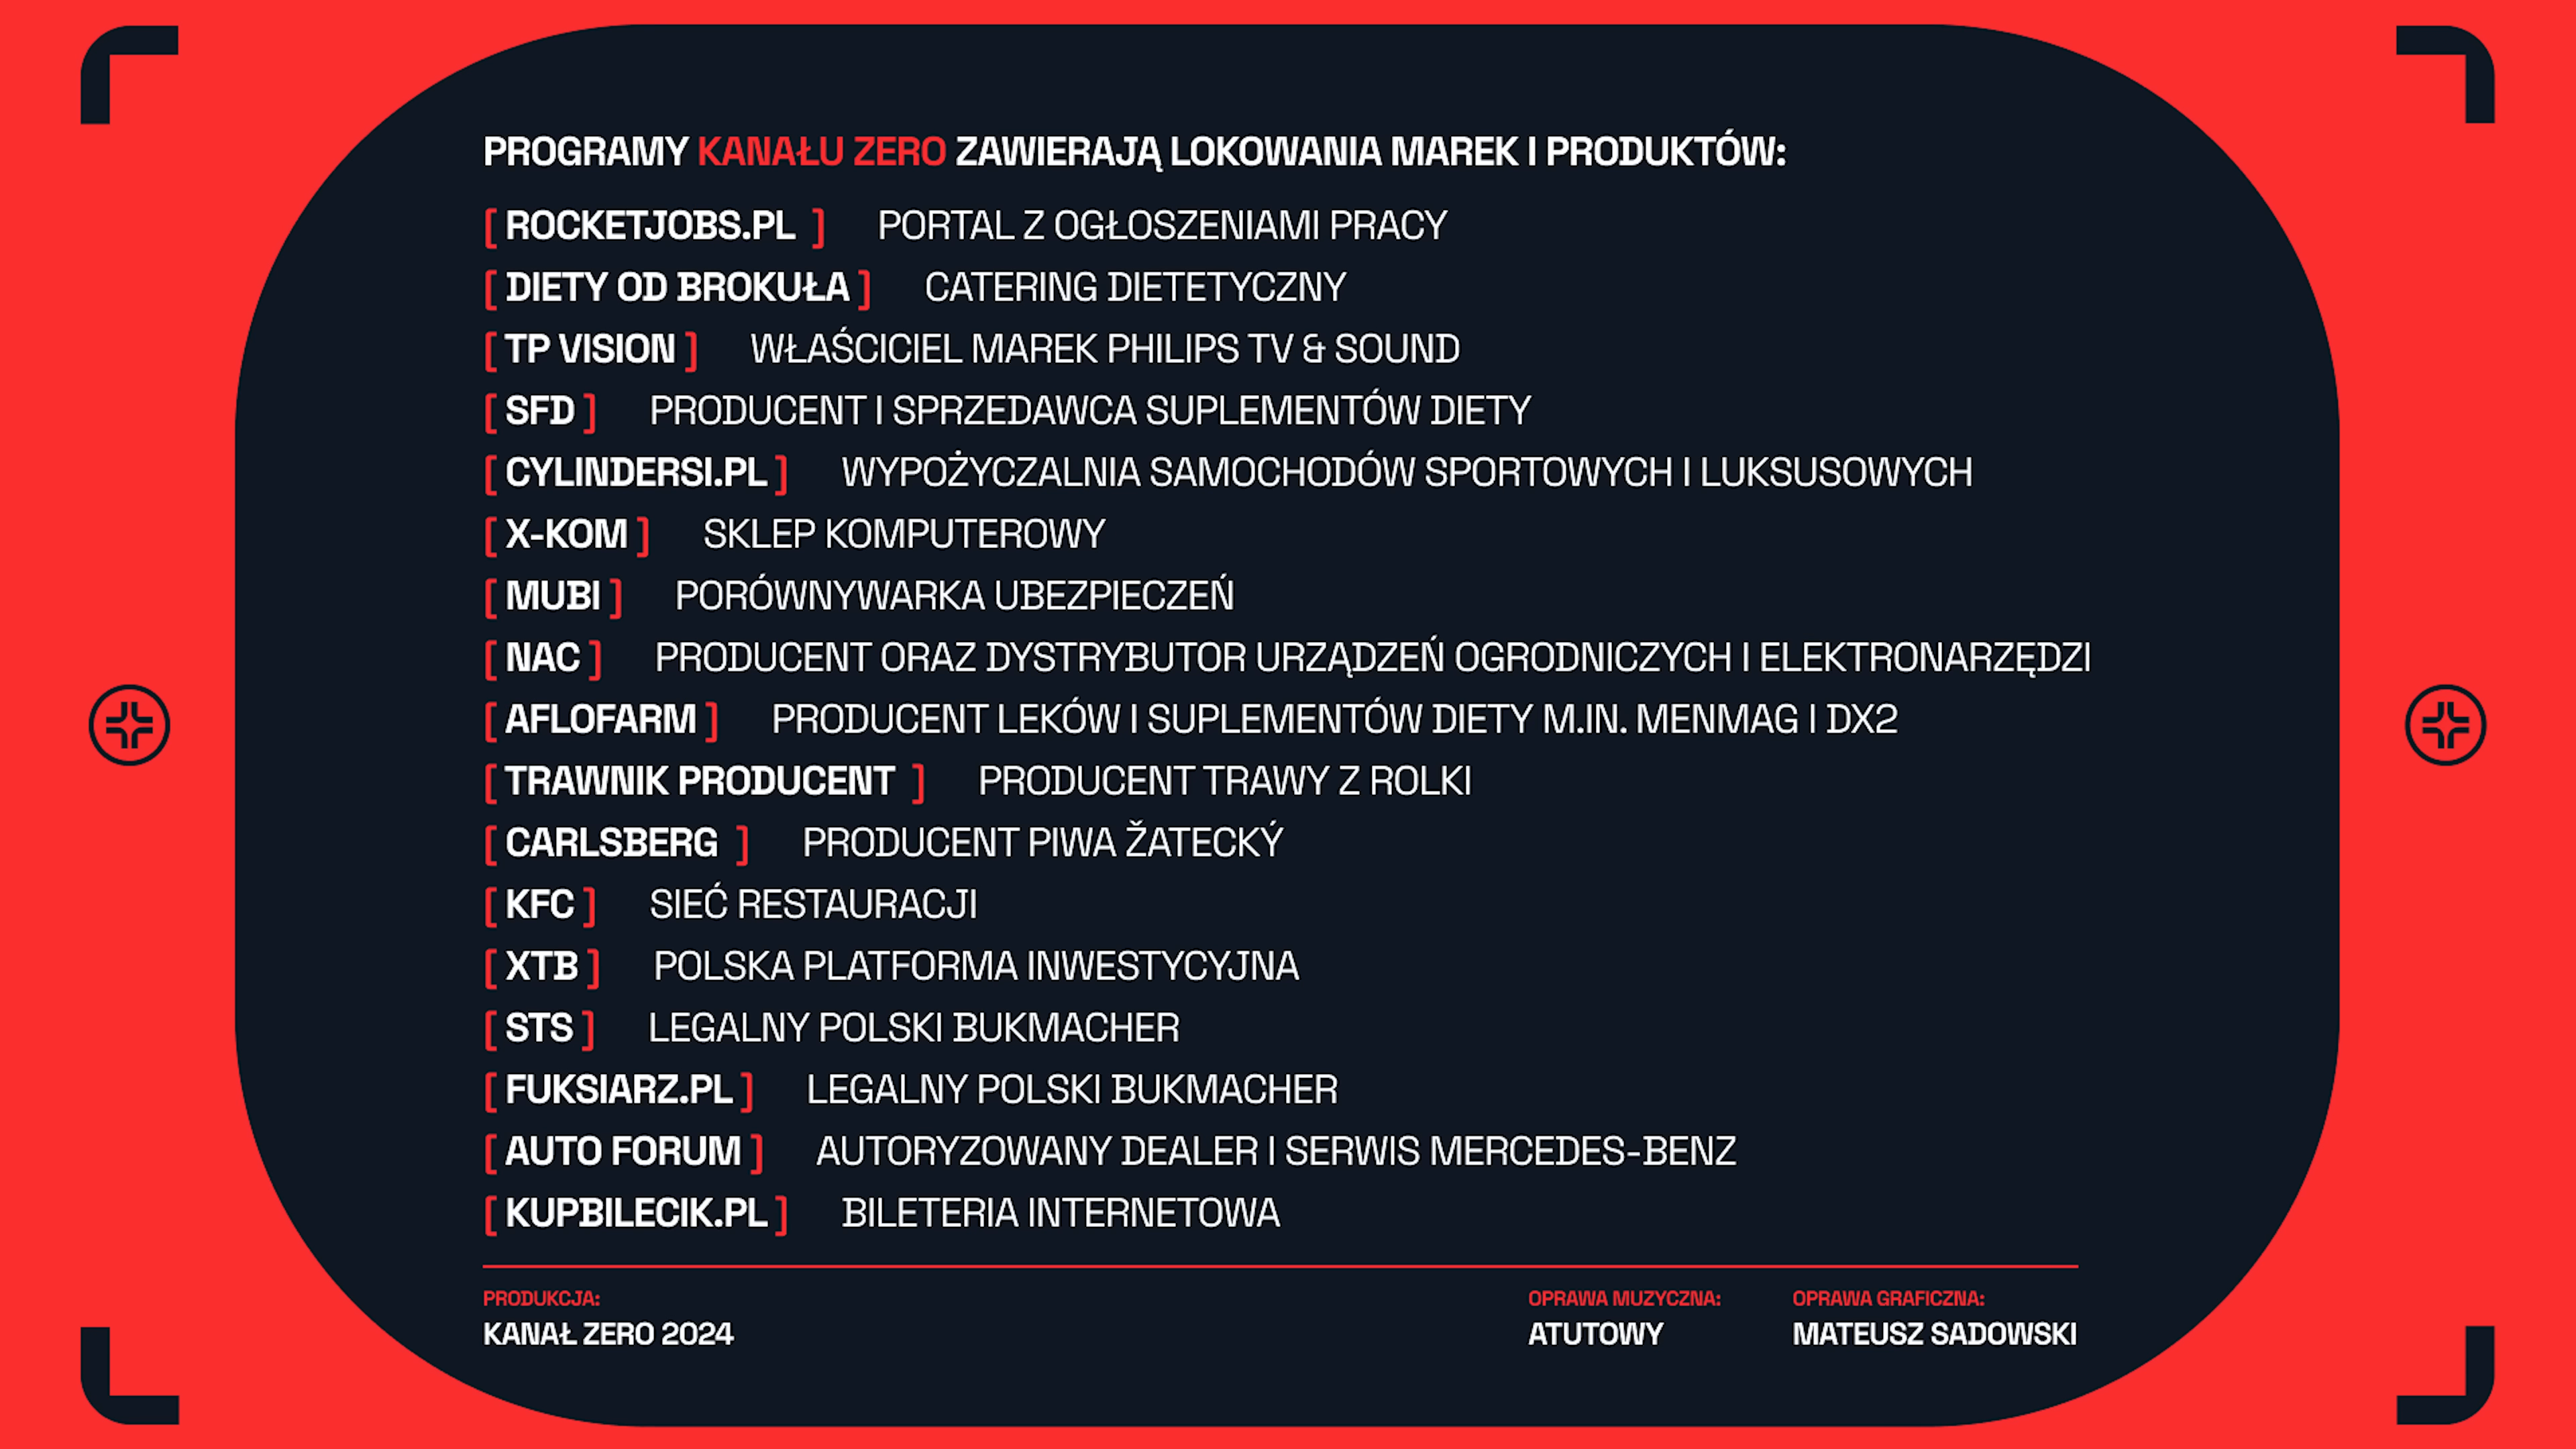 PROGRAMY KANAŁU ZERO ZAWIERAJĄ LOKOWANIA MAREK I PRODUKTÓW:
[ ROCKETJOBS.PL ] PORTAL Z OGŁOSZENIAMI PRACY
[ DIETY OD BROKUŁA ] CATERING DIETETYCZNY
[ TP VISION ] WŁAŚCICIEL MAREK PHILIPS TV & SOUND
[ SFD ] PRODUCENT I SPRZEDAWCA SUPLEMENTÓW DIETY
[ CYLINDERSI.PL ] WYPOŻYCZALNIA SAMOCHODÓW SPORTOWYCH I LUKSUSOWYCH
[ X-KOM ] SKLEP KOMPUTEROWY
[ MUBI ] PORÓWNYWARKA UBEZPIECZEŃ
[ NAC ] PRODUCENT ORAZ DYSTRYBUTOR URZĄDZEŃ OGRODNICZYCH I ELEKTRONARZĘDZI
[ AFLOFARM ] PRODUCENT LEKÓW I SUPLEMENTÓW DIETY M.IN. MENMAG I DX2
[ TRAWNIK PRODUCENT ] PRODUCENT TRAWY Z ROLKI
[ CARLSBERG ] PRODUCENT PIWA ŽATECKÝ
[ KFC ] SIEĆ RESTAURACJI
[ XTB ] POLSKA PLATFORMA INWESTYCYJNA
[ STS ] LEGALNY POLSKI BUKMACHER
[ FUKSIARZ.PL ] LEGALNY POLSKI BUKMACHER
[ AUTO FORUM ] AUTORYZOWANY DEALER I SERWIS MERCEDES-BENZ
[ KUPBILECIK.PL ] BILETERIA INTERNETOWA
PRODUKCJA:
KANAŁ ZERO 2024
OPRAWA MUZYCZNA:
ATUTOWY
OPRAWA GRAFICZNA:
MATEUSZ SADOWSKI